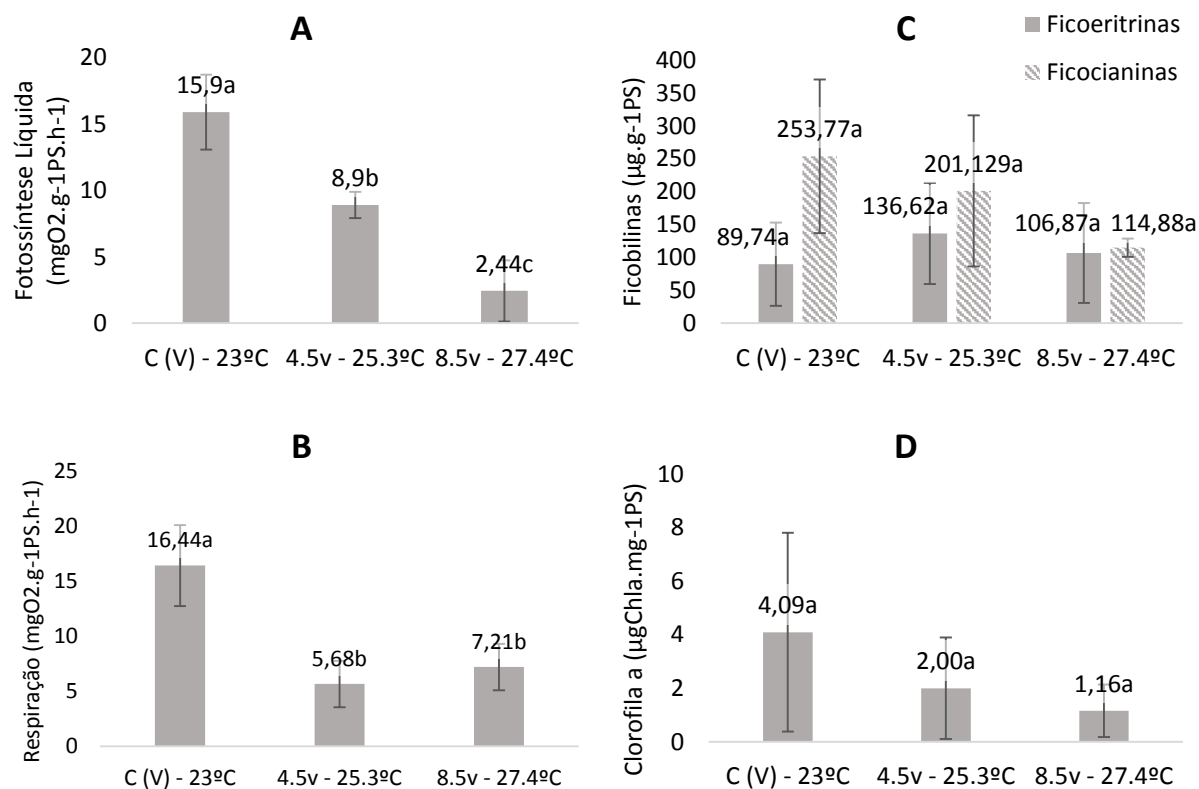 A
Fotossíntese Líquida
(mgO2.g-1PS.h-1)
20
15
10
5
0
15,9a
8,9b
2,44c
C (V) - 23ºC
4.5v - 25.3ºC
8.5v - 27.4ºC
C
Ficoeritrinas
Ficocianinas
Ficobilinas (µg.g-1PS)
400
350
300
250
200
150
100
50
0
89,74a
253,77a
136,62a
201,129a
106,87a
114,88a
C (V) - 23ºC
4.5v - 25.3ºC
8.5v - 27.4ºC
B
Respiração (mgO2.g-1PS.h-1)
25
20
15
10
5
0
16,44a
5,68b
7,21b
C (V) - 23ºC
4.5v - 25.3ºC
8.5v - 27.4ºC
D
Clorofila a (µgChla.mg-1PS)
10
8
6
4
2
0
4,09a
2,00a
1,16a
C (V) - 23ºC
4.5v - 25.3ºC
8.5v - 27.4ºC